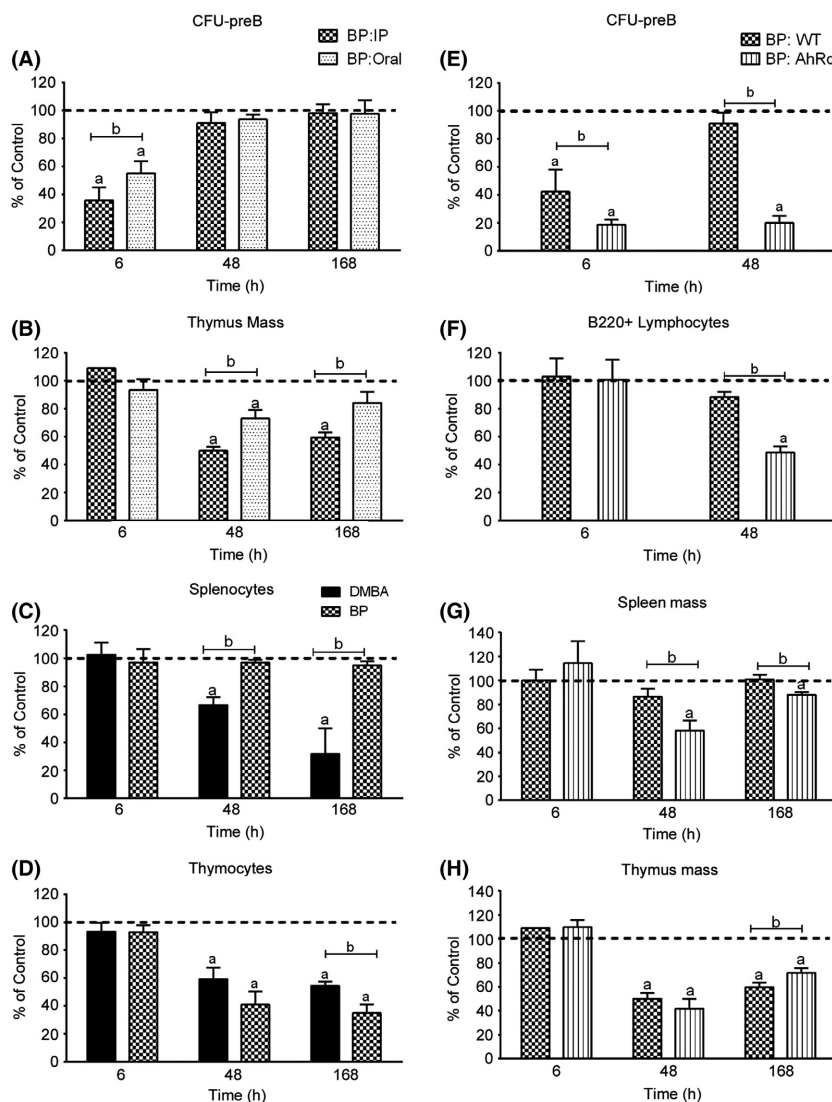 CFU-preB
(A)
BP:IP
BP:Oral
120
100
80
60
40
20
0
% of Control
a
a
b
6
48
168
Time (h)
(B)
Thymus Mass
120
100
80
60
40
20
0
% of Control
b
b
a
a
a
6
48
168
Time (h)
(C)
Splenocytes
DMBA
BP
120
100
80
60
40
20
0
% of Control
b
b
a
a
6
48
168
Time (h)
(D)
Thymocytes
120
100
80
60
40
20
0
% of Control
a
a
b
a
a
6
48
168
Time (h)
CFU-preB
(E)
BP: WT
BP: AhRd
120
100
80
60
40
20
0
% of Control
b
a
a
b
a
6
48
Time (h)
(F)
B220+ Lymphocytes
120
100
80
60
40
20
0
% of Control
b
a
6
48
Time (h)
(G)
Spleen mass
140
120
100
80
60
40
20
0
% of Control
b
a
b
a
6
48
168
Time (h)
(H)
Thymus mass
140
120
100
80
60
40
20
0
% of Control
a
a
b
a
a
6
48
168
Time (h)